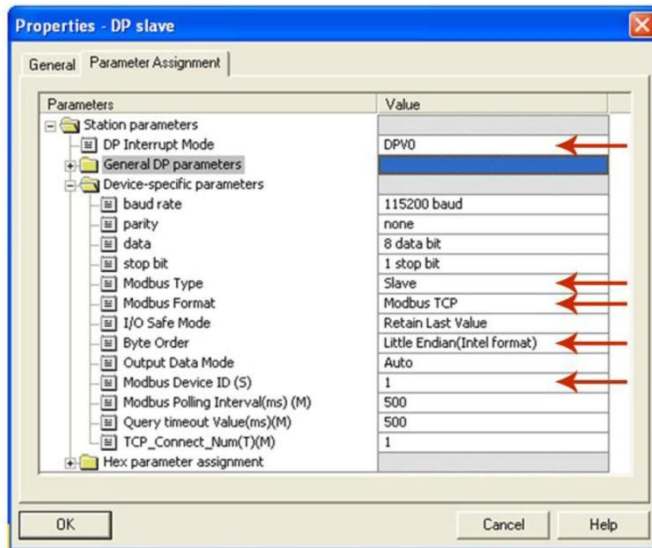 Properties - DP slave
General Parameter Assignment
Parameters Value
Station parameters
DP Interrupt Mode DPV0
General DP parameters
Device-specific parameters
baud rate 115200 baud
parity none
data 8 data bit
stop bit 1 stop bit
Modbus Type Slave
Modbus Format Modbus TCP
I/O Safe Mode Retain Last Value
Byte Order Little Endian(Intel format)
Output Data Mode Auto
Modbus Device ID (S) 1
Modbus Polling Interval(ms) (M) 500
Query timeout Value(ms)(M) 500
TCP_Connect_Num(T)(M) 1
Hex parameter assignment
OK Cancel Help